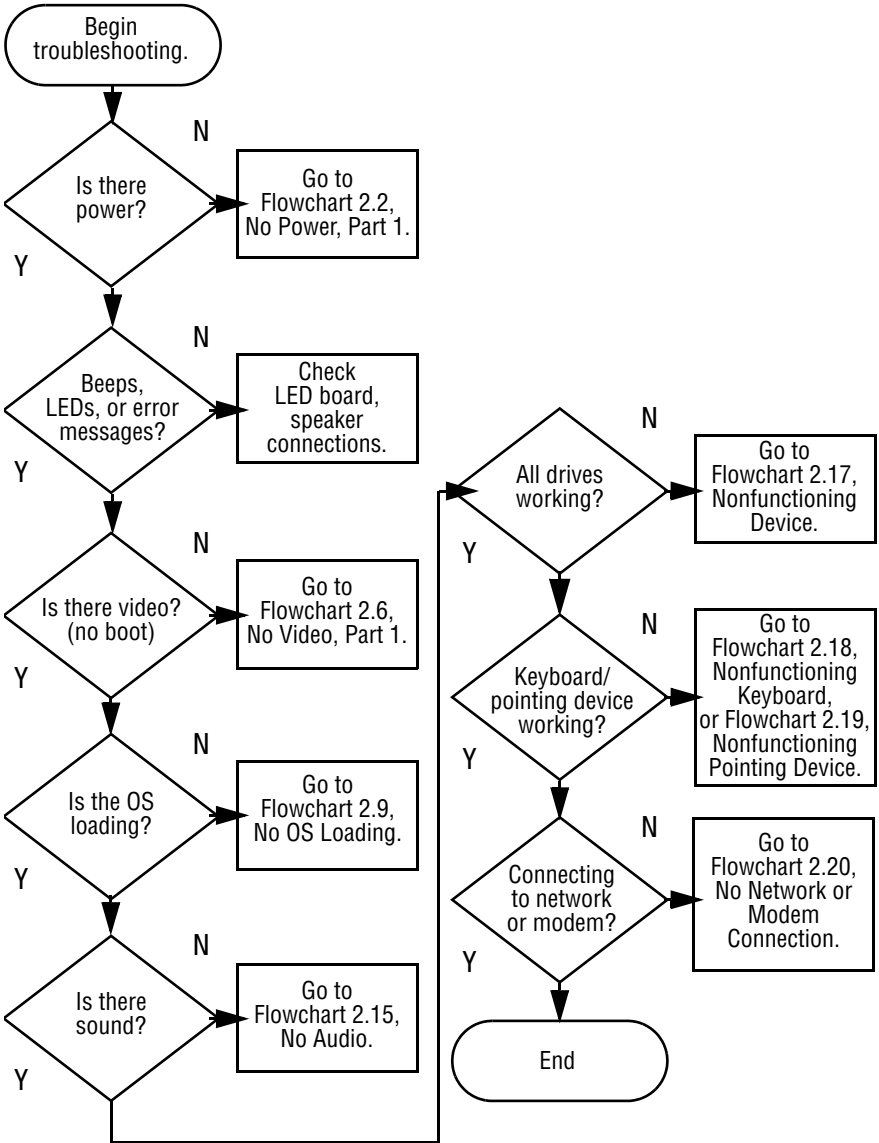 Begin
troubleshooting.
N
Is there
power?
Go to
Flowchart 2.2,
No Power, Part 1.
Y
N
Beeps,
LEDs, or error
messages?
Check
LED board,
speaker
connections.
Y
N
Is there video?
(no boot)
Go to
Flowchart 2.6,
No Video, Part 1.
Y
N
Is the OS
loading?
Go to
Flowchart 2.9,
No OS Loading.
Y
N
Is there
sound?
Go to
Flowchart 2.15,
No Audio.
Y
N
All drives
working?
Go to
Flowchart 2.17,
Nonfunctioning
Device.
Y
N
Keyboard/
pointing device
working?
Go to
Flowchart 2.18,
Nonfunctioning
Keyboard,
or Flowchart 2.19,
Nonfunctioning
Pointing Device.
Y
N
Connecting
to network
or modem?
Go to
Flowchart 2.20,
No Network or
Modem
Connection.
Y
End